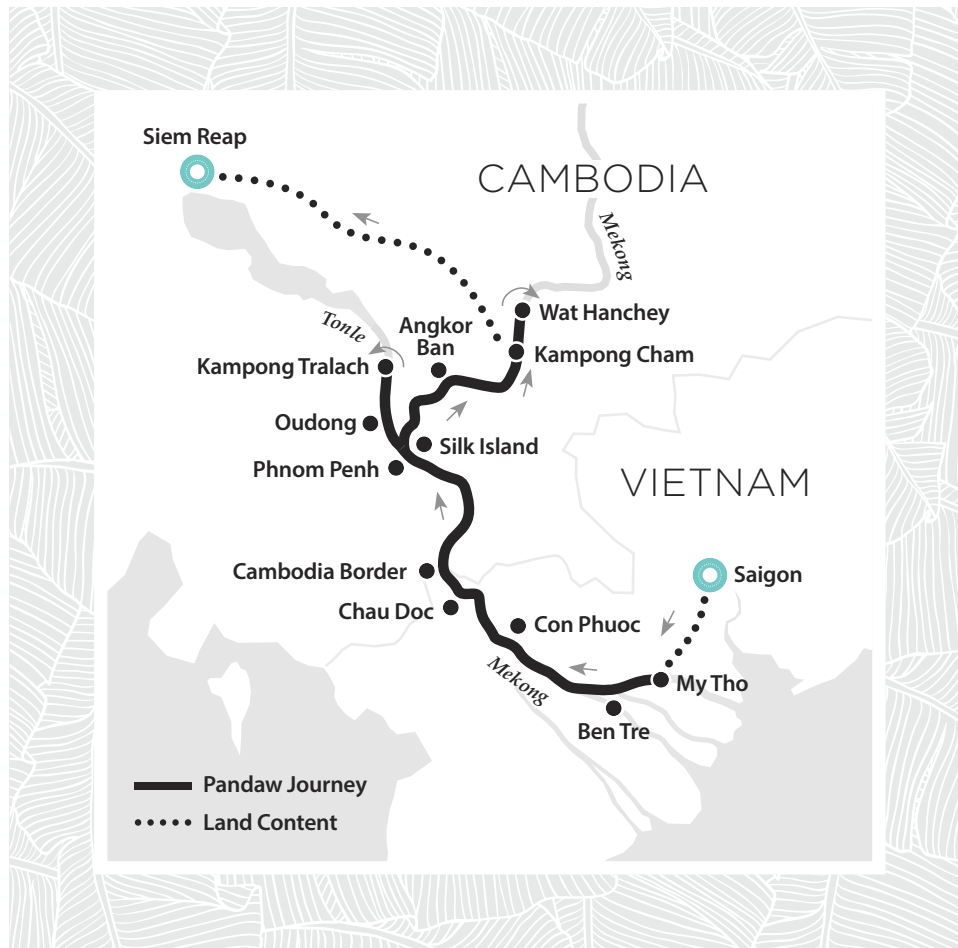 Siem Reap
CAMBODIA
Mekong
Wat Hanchey
Tonle
Angkor
Ban
Kampong Cham
Kampong Tralach
Oudong
Silk Island
Phnom Penh
VIETNAM
Cambodia Border
Saigon
Chau Doc
Con Phuoc
Mekong
My Tho
Ben Tre
Pandaw Journey
Land Content